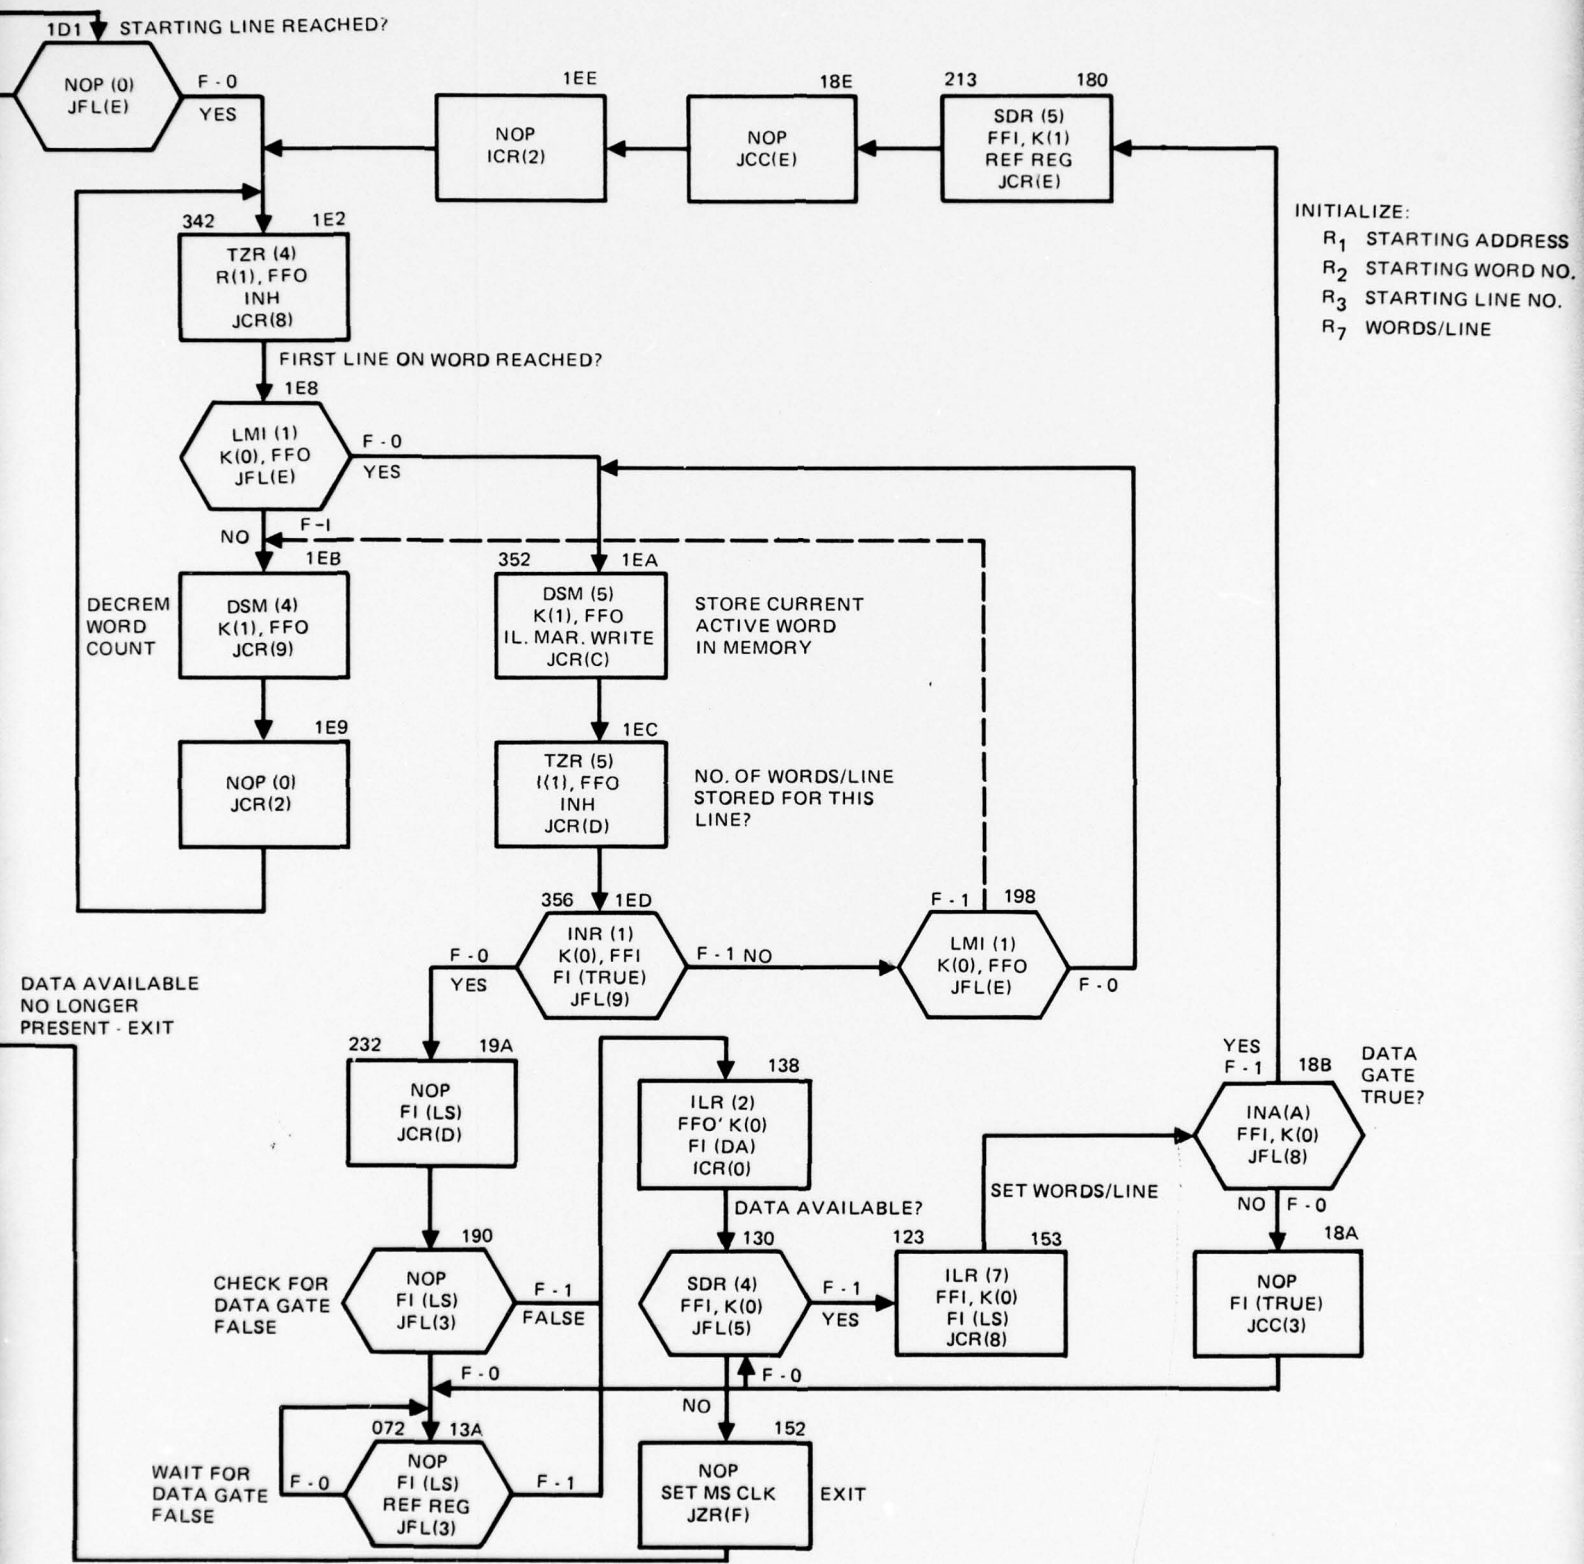 1D1 STARTING LINE REACHED?
NOP (0)
JFL(E)
F - 0
YES
1EE
NOP
ICR(2)
18E
NOP
JCC(E)
213 180
SDR (5)
FFI, K(1)
REF REG
JCR(E)
INITIALIZE:
R1 STARTING ADDRESS
R2 STARTING WORD NO.
R3 STARTING LINE NO.
R7 WORDS/LINE
342 1E2
TZR (4)
R(1), FFO
INH
JCR(8)
FIRST LINE ON WORD REACHED?
1E8
LMI (1)
K(0), FFO
JFL(E)
F - 0
YES
NO
F -I
1EB
DECREM
WORD
COUNT
DSM (4)
K(1), FFO
JCR(9)
352 1EA
DSM (5)
K(1), FFO
IL. MAR. WRITE
JCR(C)
STORE CURRENT
ACTIVE WORD
IN MEMORY
1E9
NOP (0)
JCR(2)
1EC
TZR (5)
I(1), FFO
INH
JCR(D)
NO. OF WORDS/LINE
STORED FOR THIS
LINE?
356 1ED
INR (1)
K(0), FFI
FI (TRUE)
JFL(9)
F - 0
YES
F - 1 NO
F - 1 198
LMI (1)
K(0), FFO
JFL(E)
F - 0
DATA AVAILABLE
NO LONGER
PRESENT - EXIT
232 19A
NOP
FI (LS)
JCR(D)
138
ILR (2)
FFO' K(0)
FI (DA)
ICR(0)
YES
F - 1
18B
DATA
GATE
TRUE?
INA(A)
FFI, K(0)
JFL(8)
NO F - 0
SET WORDS/LINE
DATA AVAILABLE?
190
CHECK FOR
DATA GATE
FALSE
NOP
FI (LS)
JFL(3)
F - 1
FALSE
130
SDR (4)
FFI, K(0)
JFL(5)
F - 1
YES
123 153
ILR (7)
FFI, K(0)
FI (LS)
JCR(8)
18A
NOP
FI (TRUE)
JCC(3)
F - 0
F - 0
NO
072 13A
NOP
FI (LS)
REF REG
JFL(3)
WAIT FOR
DATA GATE
FALSE
F - 0
F - 1
152
NOP
SET MS CLK
JZR(F)
EXIT